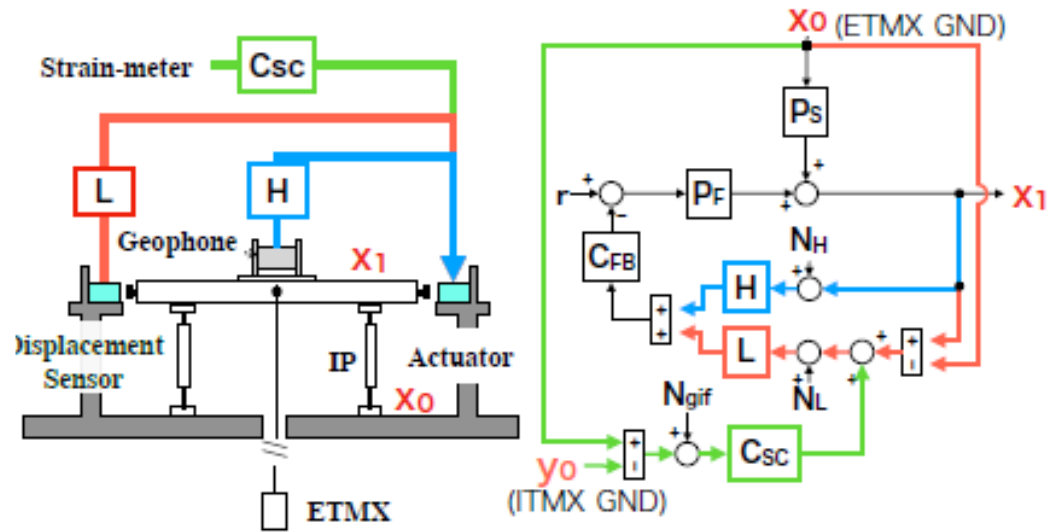 Strain-meter
Csc
L
H
Geophone
X1
Displacement
Sensor
IP
Actuator
X0
ETMX
X0 (ETMX GND)
PS
r
+
−
PF
+
+
X1
CFB
NH
+
+
H
+
+
L
+
NL
+
+
+
−
Ngif
+
+
−
CSC
y0
(ITMX GND)